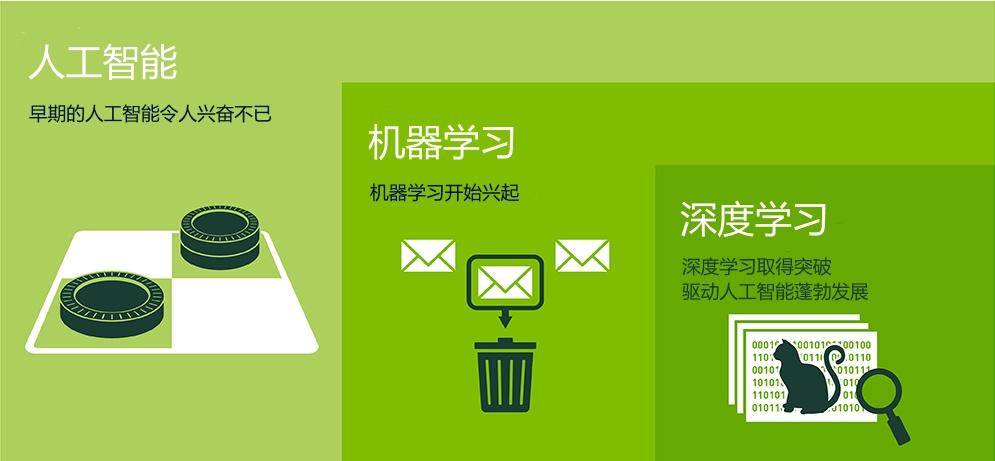 人工智能
早期的人工智能令人兴奋不已
机器学习
机器学习开始兴起
深度学习
深度学习取得突破
驱动人工智能蓬勃发展